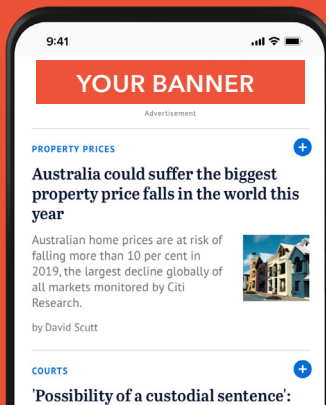 9:41
YOUR BANNER
Advertisement
PROPERTY PRICES
Australia could suffer the biggest
property price falls in the world this
year
Australian home prices are at risk of
falling more than 10 per cent in
2019, the largest decline globally of
all markets monitored by Citi
Research.
by David Scutt
COURTS
'Possibility of a custodial sentence':